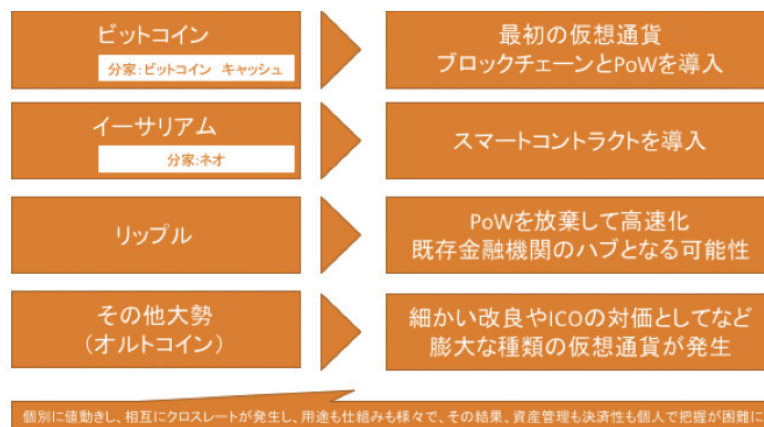 ビットコイン
分家:ビットコイン キャッシュ
最初の仮想通貨
ブロックチェーンとPoWを導入
イーサリアム
分家:ネオ
スマートコントラクトを導入
リップル
PoWを放棄して高速化
既存金融機関のハブとなる可能性
その他大勢
(オルトコイン)
細かい改良やICOの対価としてなど
膨大な種類の仮想通貨が発生
個別に値動きし、相互にクロスレートが発生し、用途も仕組みも様々で、その結果、資産管理も決済性も個人で把握が困難に